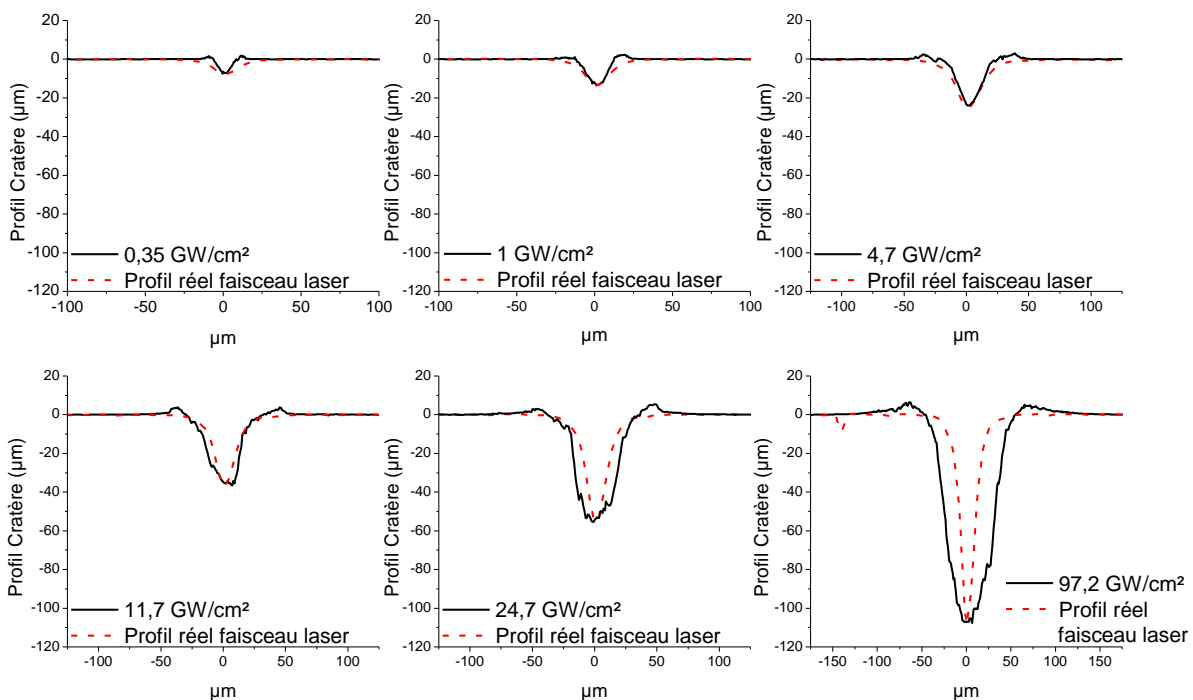 20
0
-20
-40
-60
-80
-100
-120
Profil Cratère (µm)
0,35 GW/cm²
Profil réel faisceau laser
-100 -50 0 50 100
µm
20
0
-20
-40
-60
-80
-100
-120
Profil Cratère (µm)
1 GW/cm²
Profil réel faisceau laser
-100 -50 0 50 100
µm
20
0
-20
-40
-60
-80
-100
-120
Profil Cratère (µm)
4,7 GW/cm²
Profil réel faisceau laser
-100 -50 0 50 100
µm
20
0
-20
-40
-60
-80
-100
-120
Profil Cratère (µm)
11,7 GW/cm²
Profil réel faisceau laser
-100 -50 0 50 100
µm
20
0
-20
-40
-60
-80
-100
-120
Profil Cratère (µm)
24,7 GW/cm²
Profil réel faisceau laser
-100 -50 0 50 100
µm
20
0
-20
-40
-60
-80
-100
-120
Profil Cratère (µm)
97,2 GW/cm²
Profil réel
faisceau laser
-150 -100 -50 0 50 100 150
µm